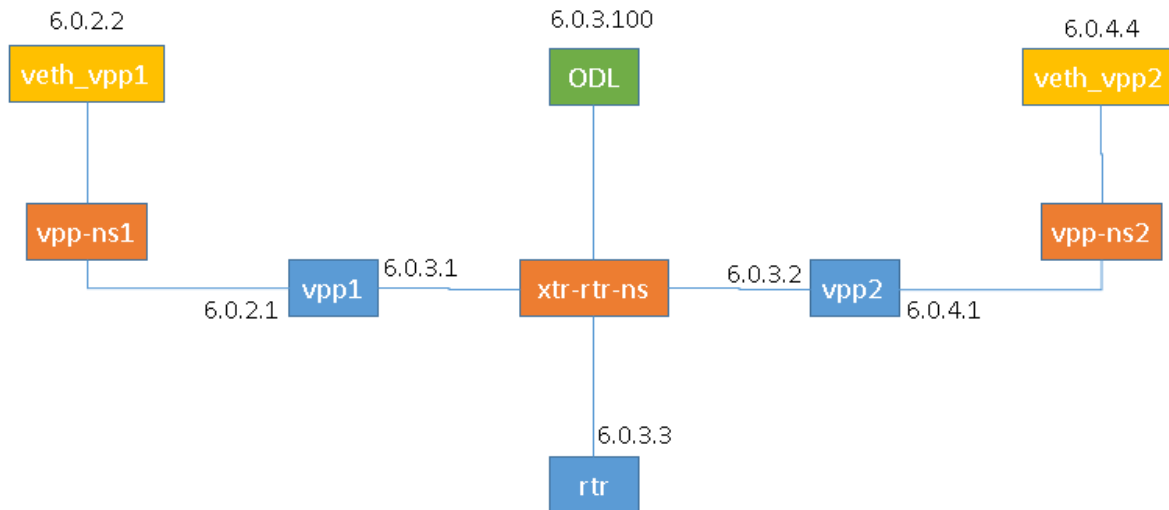 6.0.2.2
6.0.3.100
6.0.4.4
veth_vpp1
ODL
veth_vpp2
vpp-ns1
vpp-ns2
6.0.3.1
6.0.3.2
vpp1
xtr-rtr-ns
vpp2
6.0.2.1
6.0.4.1
6.0.3.3
rtr